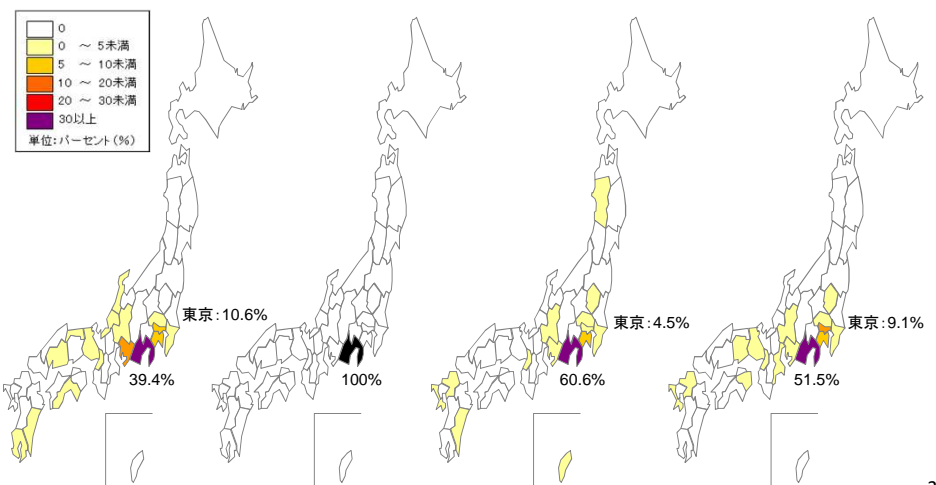 0
0 ～ 5未満
5 ～ 10未満
10 ～ 20未満
20 ～ 30未満
30以上
単位:パーセント(%)
東京:10.6%
39.4%
100%
東京:4.5%
60.6%
東京:9.1%
51.5%